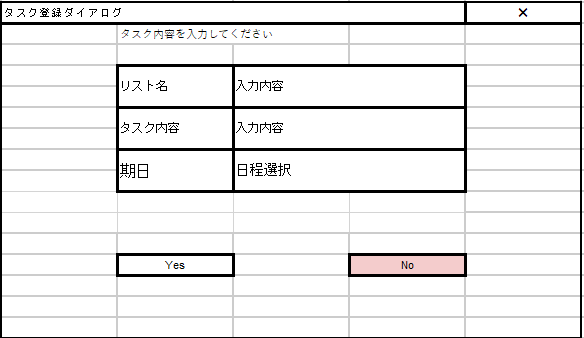 タスク登録ダイアログ ×
タスク内容を入力してください
リスト名 入力内容
タスク内容 入力内容
期日 日程選択
Yes No